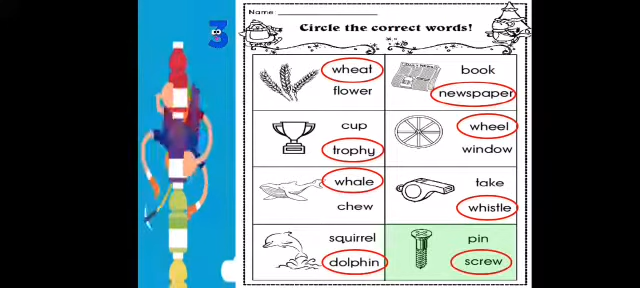 3
Name:
Circle the correct words!
wheat
flower
book
newspaper
cup
trophy
wheel
window
whale
chew
take
whistle
squirrel
dolphin
pin
screw